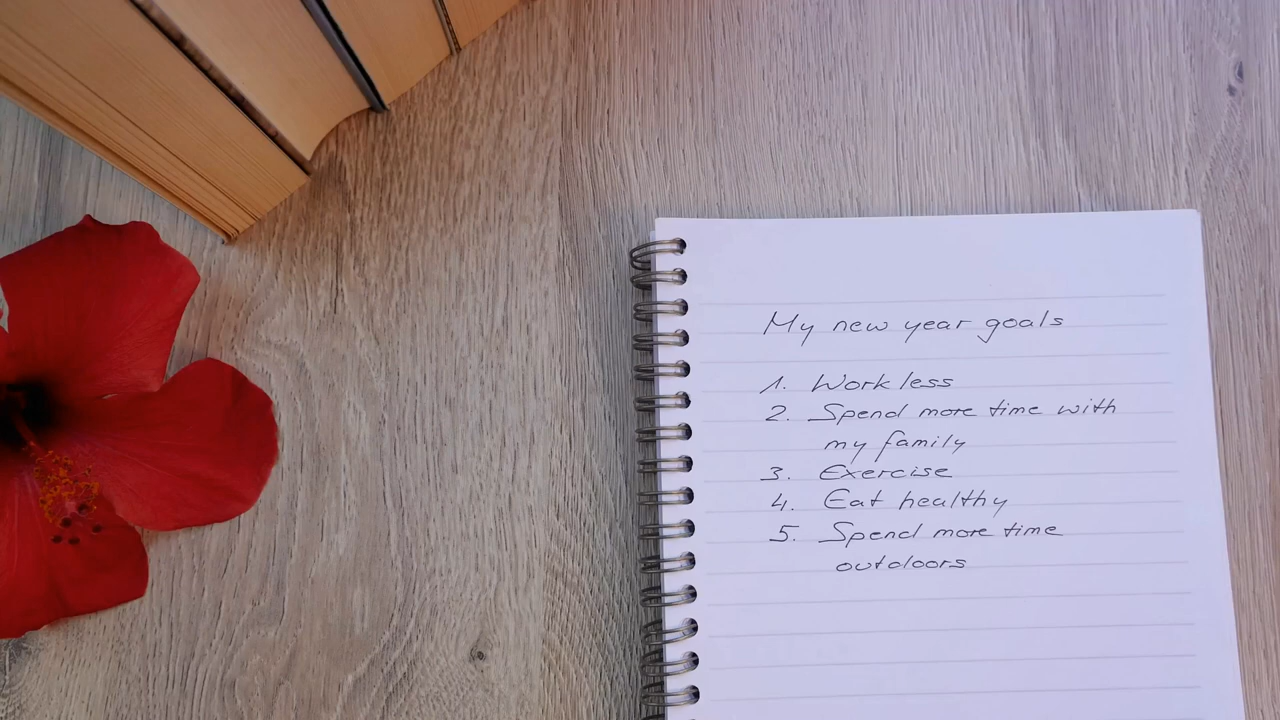 My new year goals
1. Work less
2. Spend more time with
my family
3. Exercise
4. Eat healthy
5. Spend more time
outdoors